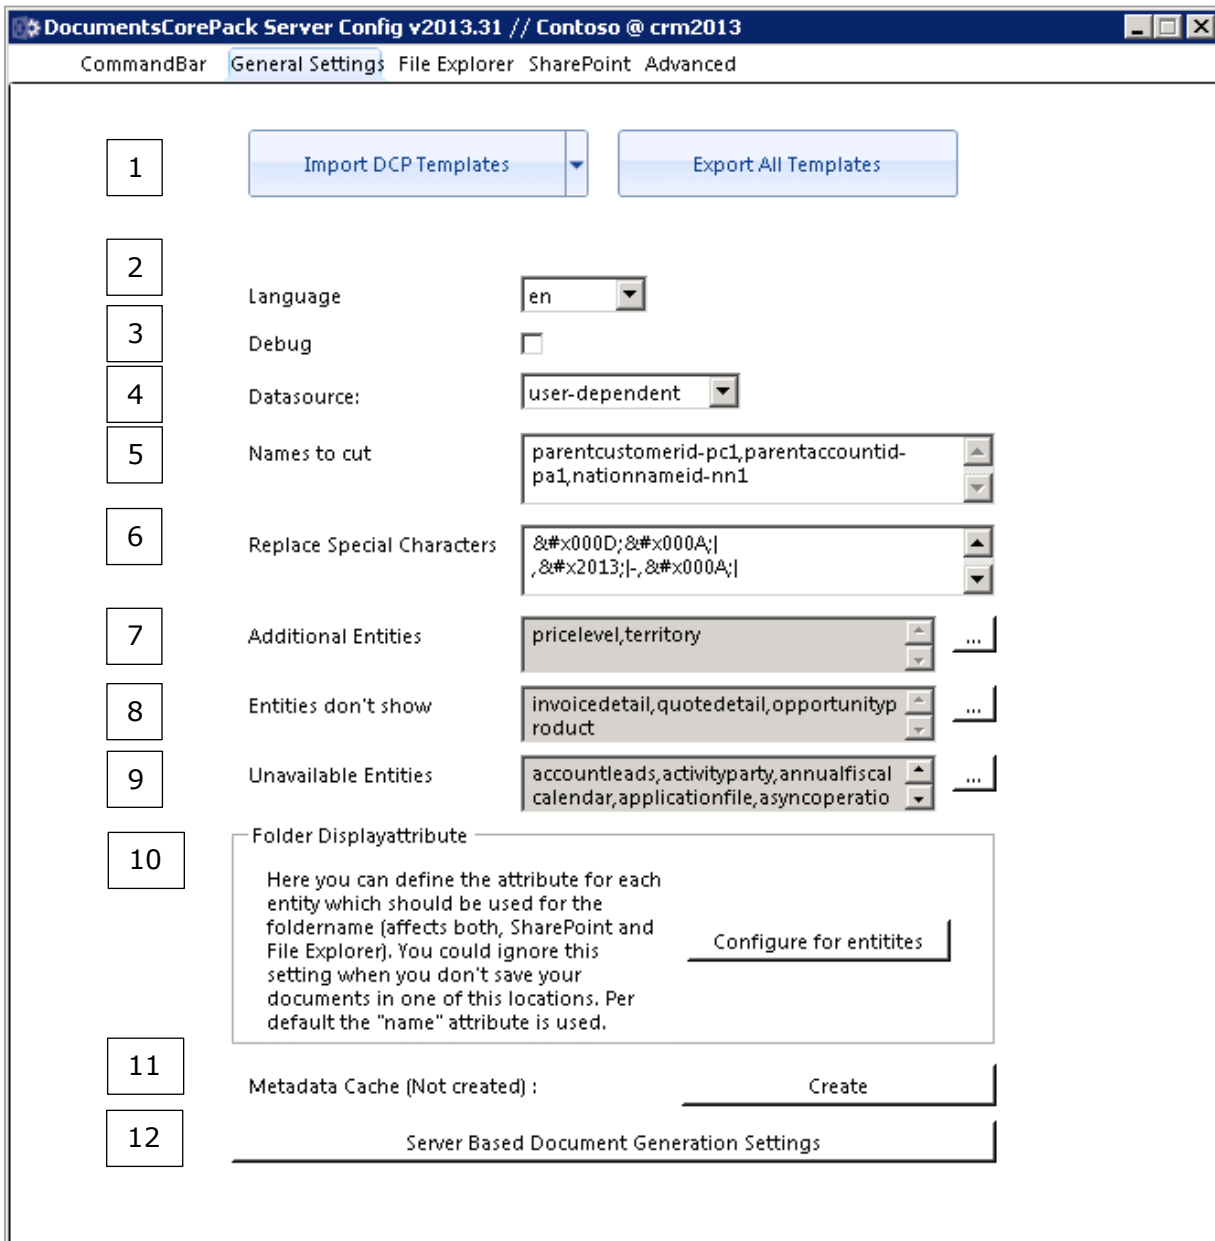 DocumentsCorePack Server Config v2013.31 // Contoso @ crm2013
CommandBar General Settings File Explorer SharePoint Advanced
1
Import DCP Templates
Export All Templates
2
Language
en
3
Debug
4
Datasource:
user-dependent
5
Names to cut
parentcustomerid-pc1,parentaccountid-
pa1,nationnameid-nn1
6
Replace Special Characters
&#x000D;&#x000A;|
,&#x2013;|-,&#x000A;|
7
Additional Entities
pricelevel,territory
...
8
Entities don't show
invoicedetail,quotedetail,opportunityp
roduct
...
9
Unavailable Entities
accountleads,activityparty,annualfiscal
calendar,applicationfile,asyncoperatio
...
10
Folder Displayattribute
Here you can define the attribute for each
entity which should be used for the
foldername (affects both, SharePoint and
File Explorer). You could ignore this
setting when you don't save your
documents in one of this locations. Per
default the "name" attribute is used.
Configure for entitites
11
Metadata Cache (Not created) :
Create
12
Server Based Document Generation Settings